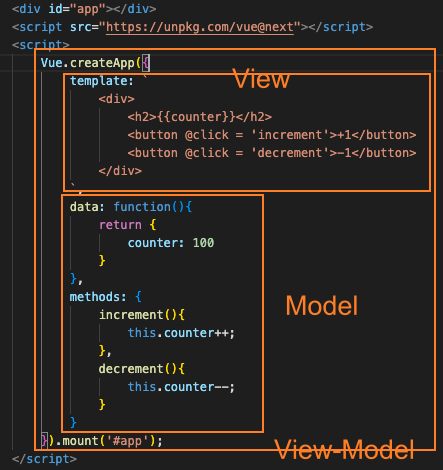 <div id="app"></div>
<script src="https://unpkg.com/vue@next"></script>
<script>
Vue.createApp({
template: `
View
<div>
<h2>{{counter}}</h2>
<button @click = 'increment'>+1</button>
<button @click = 'decrement'>-1</button>
</div>
`,
data: function(){
return {
counter: 100
}
},
methods: {
increment(){
this.counter++;
},
decrement(){
this.counter--;
}
}
Model
}).mount('#app');
View-Model
</script>